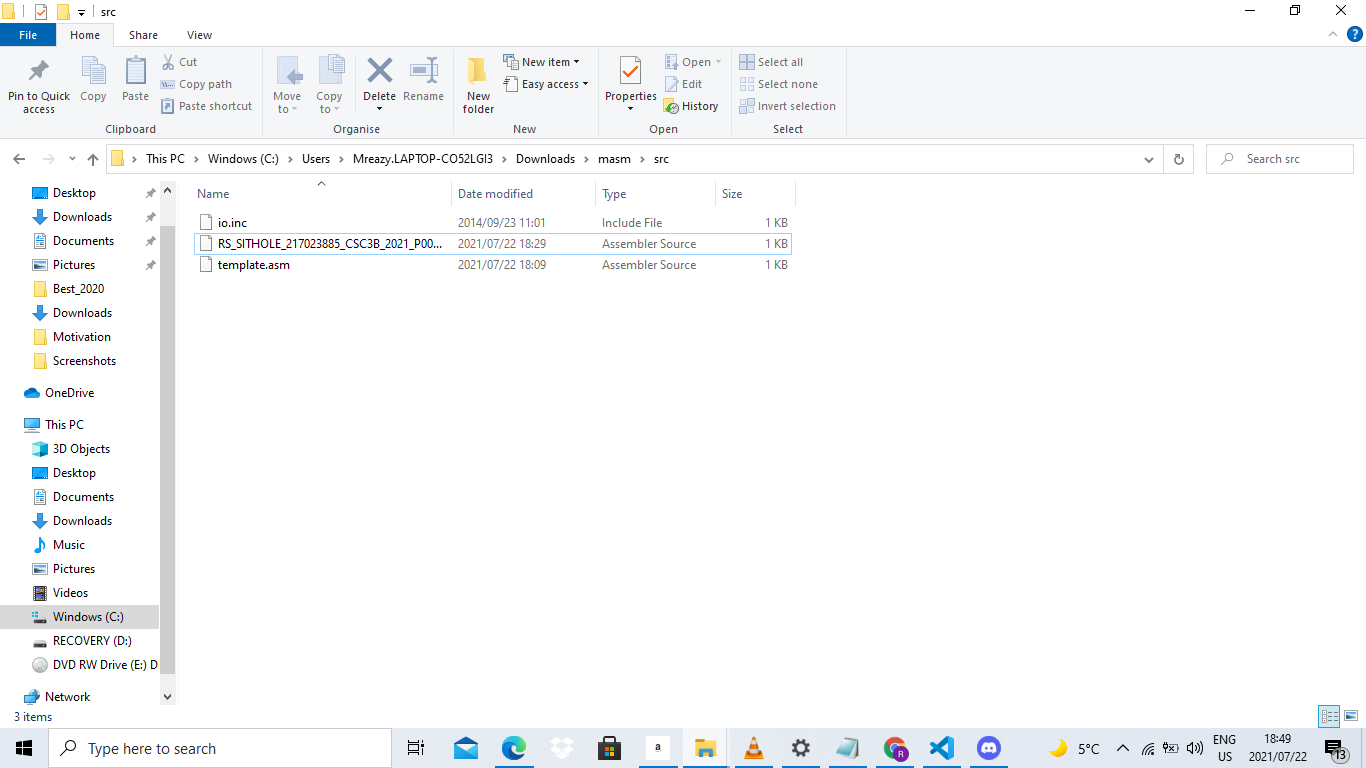 src
File Home Share View
Pin to Quick access
Copy
Paste
Cut
Copy path
Paste shortcut
Clipboard
Move to
Copy to
Delete
Rename
Organise
New folder
New item
Easy access
New
Properties
Open
Edit
History
Open
Select all
Select none
Invert selection
Select
This PC > Windows (C:) > Users > Mreazy.LAPTOP-CO52LGI3 > Downloads > masm > src
Search src
Desktop
Downloads
Documents
Pictures
Best_2020
Downloads
Motivation
Screenshots
OneDrive
This PC
3D Objects
Desktop
Documents
Downloads
Music
Pictures
Videos
Windows (C:)
RECOVERY (D:)
DVD RW Drive (E:) D
Network
Name Date modified Type Size
io.inc 2014/09/23 11:01 Include File 1 KB
RS_SITHOLE_217023885_CSC3B_2021_P00... 2021/07/22 18:29 Assembler Source 1 KB
template.asm 2021/07/22 18:09 Assembler Source 1 KB
3 items
Type here to search
a
R
5°C
ENG
US
18:49
2021/07/22
13